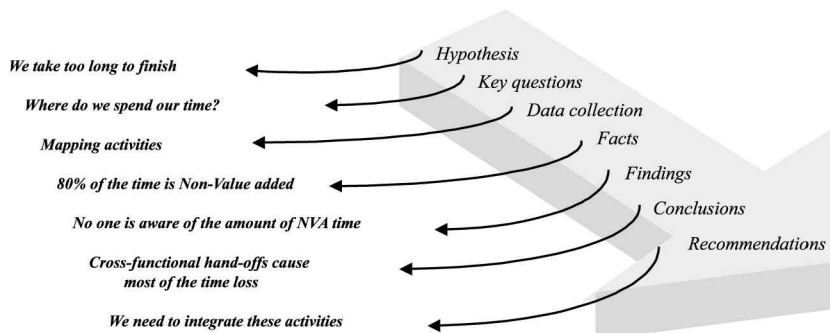 Hypothesis
We take too long to finish
Key questions
Where do we spend our time?
Data collection
Mapping activities
Facts
80% of the time is Non-Value added
Findings
No one is aware of the amount of NVA time
Conclusions
Cross-functional hand-offs cause
most of the time loss
Recommendations
We need to integrate these activities